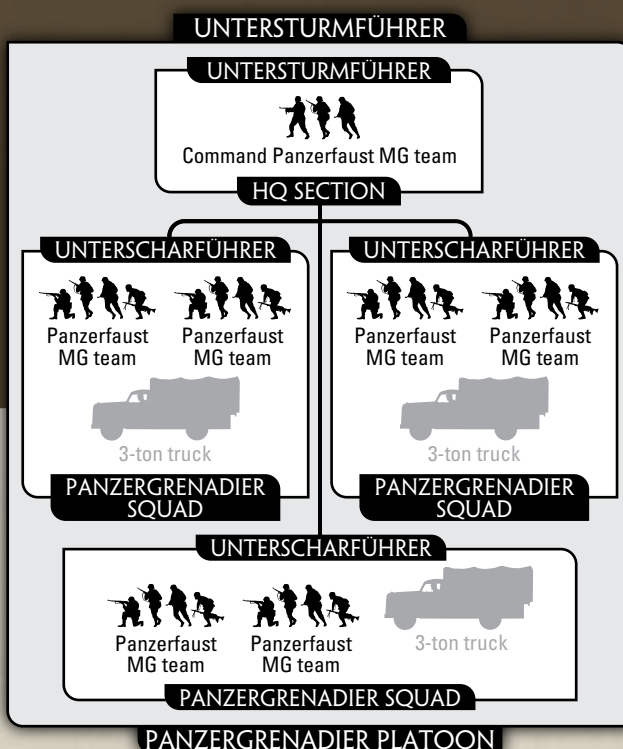 UNTERSTURMFÜHRER
UNTERSTURMFÜHRER
Command Panzerfaust MG team
HQ SECTION
UNTERSCHARFÜHRER
Panzerfaust MG team
Panzerfaust MG team
3-ton truck
PANZERGRENADIER
SQUAD
UNTERSCHARFÜHRER
Panzerfaust MG team
Panzerfaust MG team
3-ton truck
PANZERGRENADIER
SQUAD
UNTERSCHARFÜHRER
Panzerfaust MG team
Panzerfaust MG team
3-ton truck
PANZERGRENADIER SQUAD
PANZERGRENADIER PLATOON